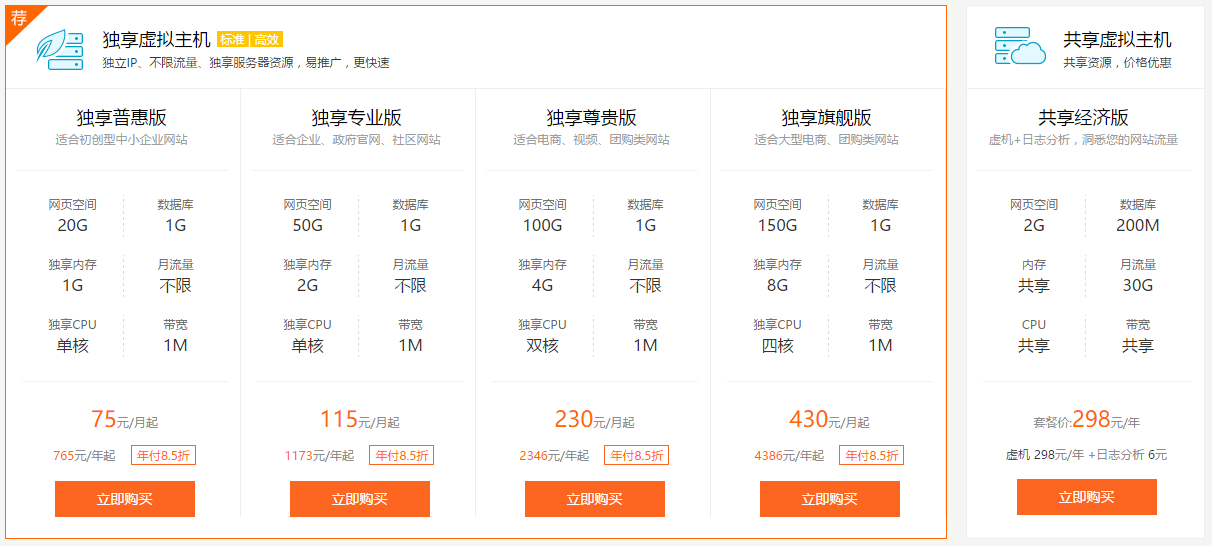 荐
独享虚拟主机 标准 | 高效
独立IP、不限流量、独享服务器资源，易推广，更快速
独享普惠版
适合初创型中小企业网站
网页空间 数据库
20G 1G
独享内存 月流量
1G 不限
独享CPU 带宽
单核 1M
75元/月起
765元/年起 年付8.5折
立即购买
独享专业版
适合企业、政府官网、社区网站
网页空间 数据库
50G 1G
独享内存 月流量
2G 不限
独享CPU 带宽
单核 1M
115元/月起
1173元/年起 年付8.5折
立即购买
独享尊贵版
适合电商、视频、团购类网站
网页空间 数据库
100G 1G
独享内存 月流量
4G 不限
独享CPU 带宽
双核 1M
230元/月起
2346元/年起 年付8.5折
立即购买
独享旗舰版
适合大型电商、团购类网站
网页空间 数据库
150G 1G
独享内存 月流量
8G 不限
独享CPU 带宽
四核 1M
430元/月起
4386元/年起 年付8.5折
立即购买
共享虚拟主机
共享资源，价格优惠
共享经济版
虚机+日志分析，洞悉您的网站流量
网页空间 数据库
2G 200M
内存 月流量
共享 30G
CPU 带宽
共享 共享
套餐价:298元/年
虚机 298元/年 +日志分析 6元
立即购买